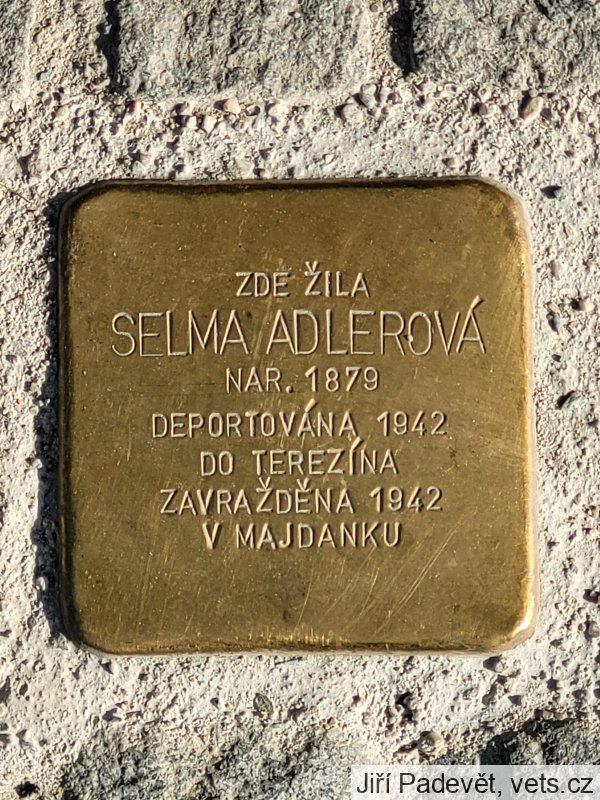 ZDE ŽILA
SELMA ADLEROVÁ
NAR. 1879
DEPORTOVÁNA 1942
DO TEREZÍNA
ZAVRAŽDĚNA 1942
V MAJDANKU
Jiří Padevět, vets.cz